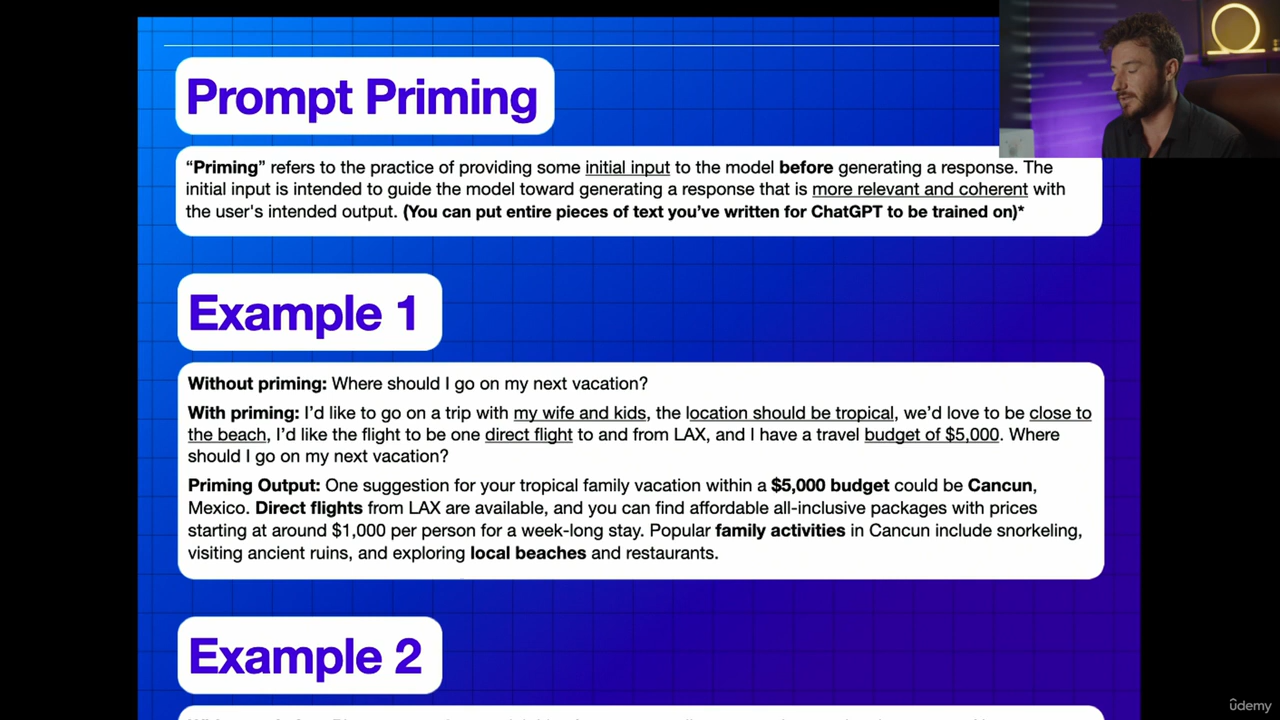 Prompt Priming
“Priming” refers to the practice of providing some initial input to the model before generating a response. The
initial input is intended to guide the model toward generating a response that is more relevant and coherent with
the user's intended output. (You can put entire pieces of text you’ve written for ChatGPT to be trained on)*
Example 1
Without priming: Where should I go on my next vacation?
With priming: I’d like to go on a trip with my wife and kids, the location should be tropical, we’d love to be close to
the beach, I’d like the flight to be one direct flight to and from LAX, and I have a travel budget of $5,000. Where
should I go on my next vacation?
Priming Output: One suggestion for your tropical family vacation within a $5,000 budget could be Cancun,
Mexico. Direct flights from LAX are available, and you can find affordable all-inclusive packages with prices
starting at around $1,000 per person for a week-long stay. Popular family activities in Cancun include snorkeling,
visiting ancient ruins, and exploring local beaches and restaurants.
Example 2
ûdemy